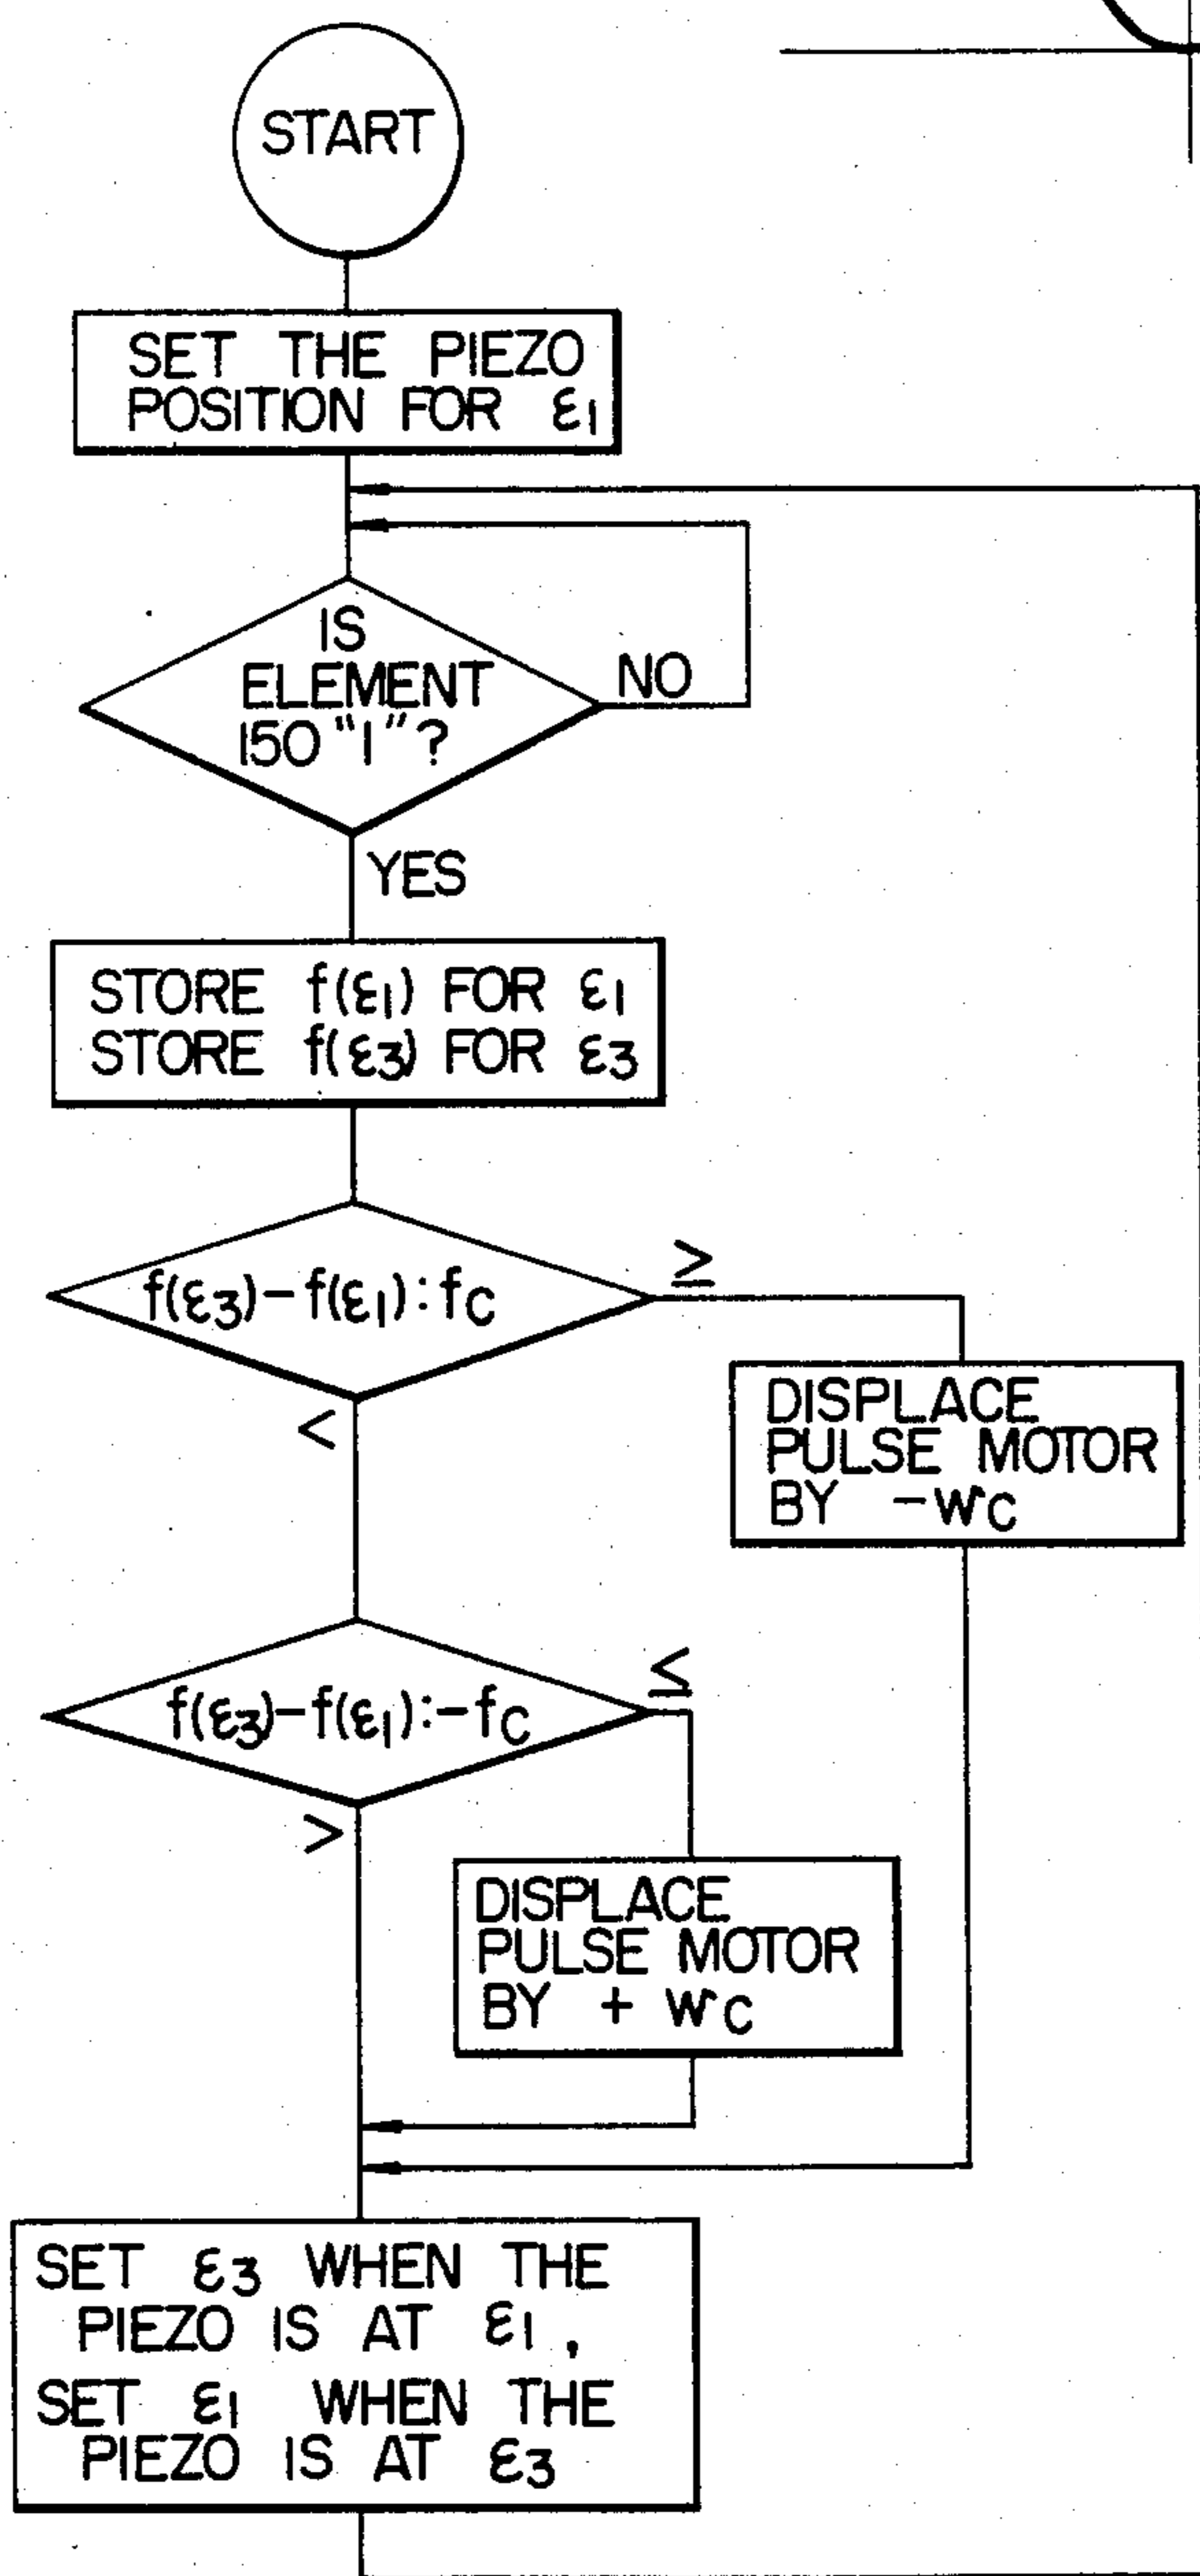 START
SET THE PIEZO
POSITION FOR ε1
IS
ELEMENT
150 "1"?
NO
YES
STORE f(ε1) FOR ε1
STORE f(ε3) FOR ε3
f(ε3)-f(ε1):fC
≥
<
DISPLACE
PULSE MOTOR
BY -WC
f(ε3)-f(ε1):-fC
≤
>
DISPLACE
PULSE MOTOR
BY + WC
SET ε3 WHEN THE
PIEZO IS AT ε1,
SET ε1 WHEN THE
PIEZO IS AT ε3